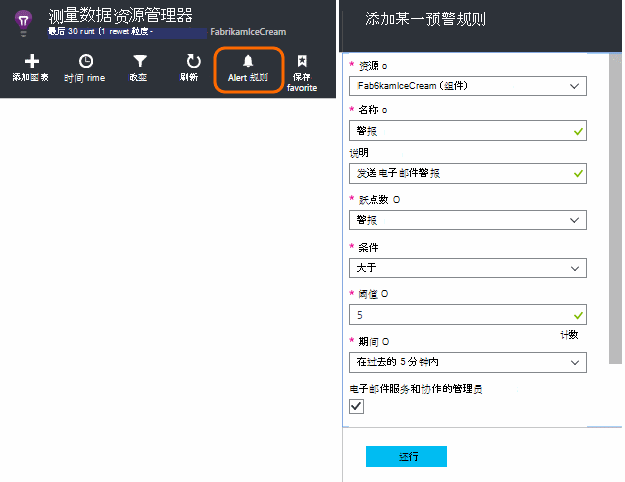 测量数据资源管理器
最后 30 runt (1 rewet 粒度 -
FabrikamIceCream
添加图表
时间 rime
改变
刷新
Alert 规则
保存
favorite
添加某一预警规则
* 资源 o
Fab6kamIceCream (组件)
* 名称 o
警报
说明
发送电子邮件警报
* 跃点数 O
警报
* 条件
大于
* 阈值 O
5
计数
* 期间 O
在过去的 5 分钟内
电子邮件服务和协作的管理员
还行